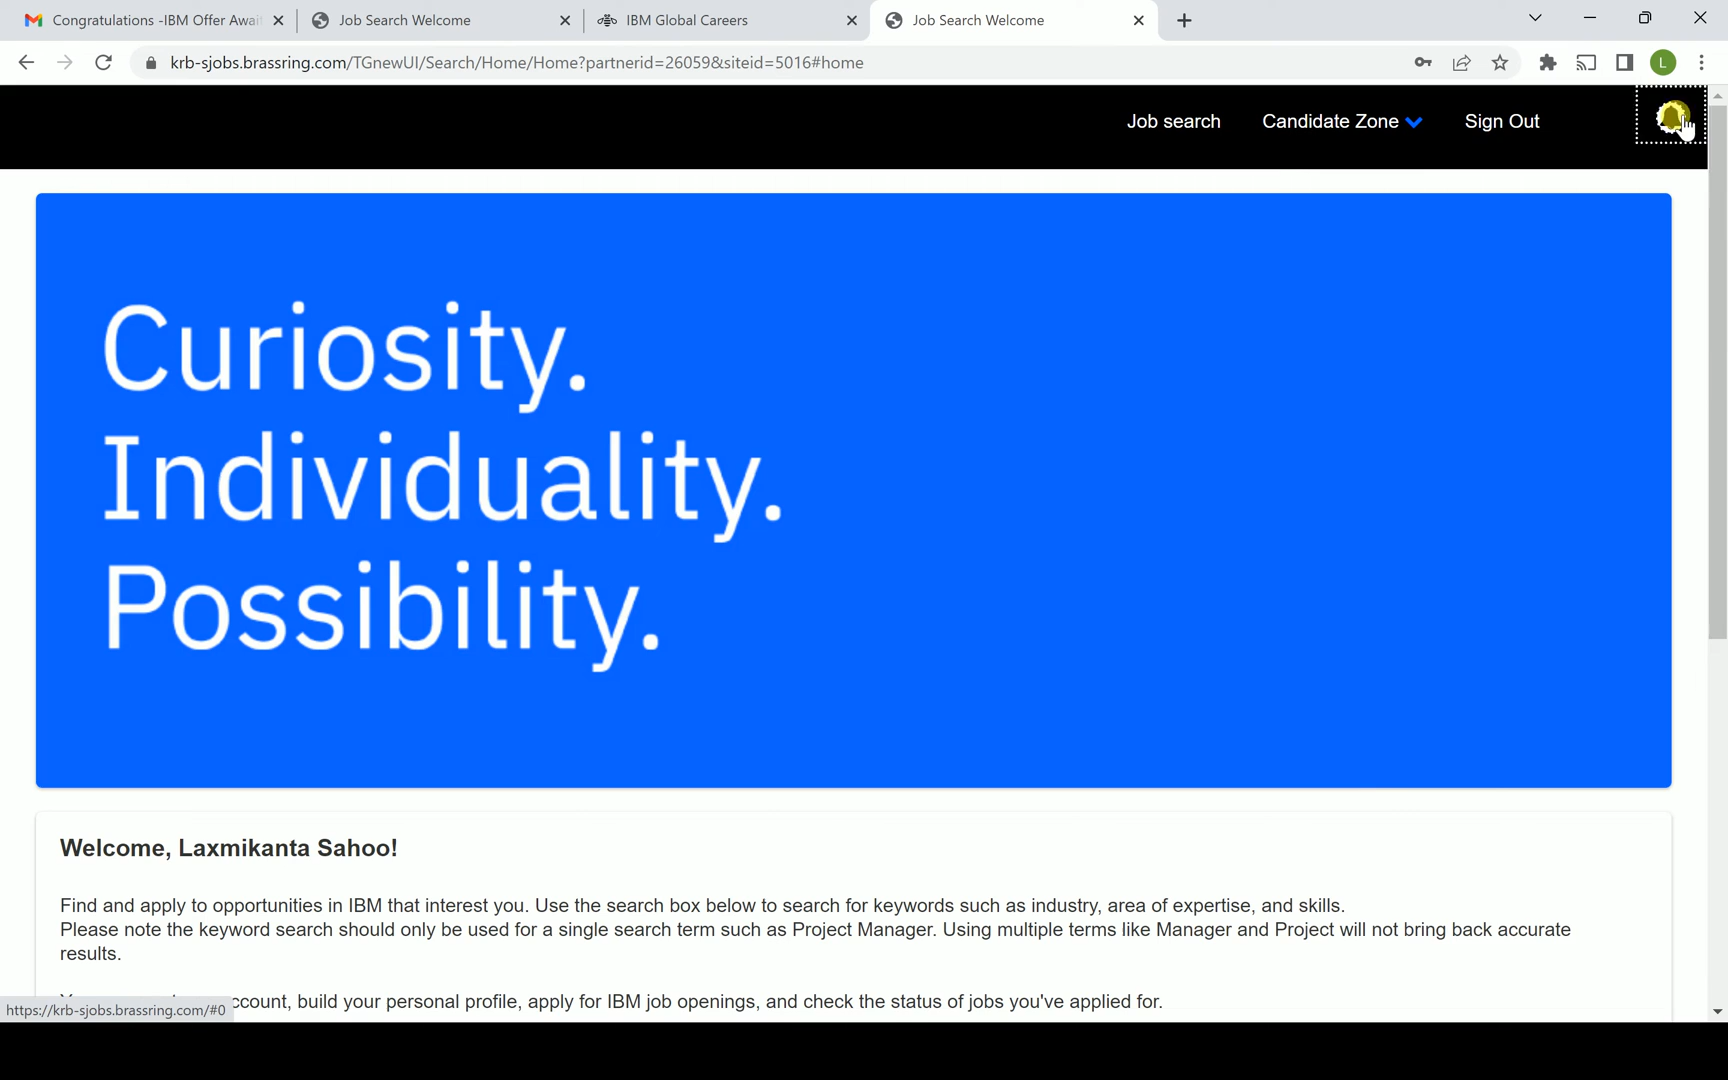 Congratulations -IBM Offer Awai
Job Search Welcome
IBM Global Careers
Job Search Welcome
krb-sjobs.brassring.com/TGnewUI/Search/Home/Home?partnerid=26059&siteid=5016#home
L
Job search
Candidate Zone
Sign Out
Curiosity.
Individuality.
Possibility.
Welcome, Laxmikanta Sahoo!
Find and apply to opportunities in IBM that interest you. Use the search box below to search for keywords such as industry, area of expertise, and skills.
Please note the keyword search should only be used for a single search term such as Project Manager. Using multiple terms like Manager and Project will not bring back accurate
results.
ccount, build your personal profile, apply for IBM job openings, and check the status of jobs you've applied for.
https://krb-sjobs.brassring.com/#0